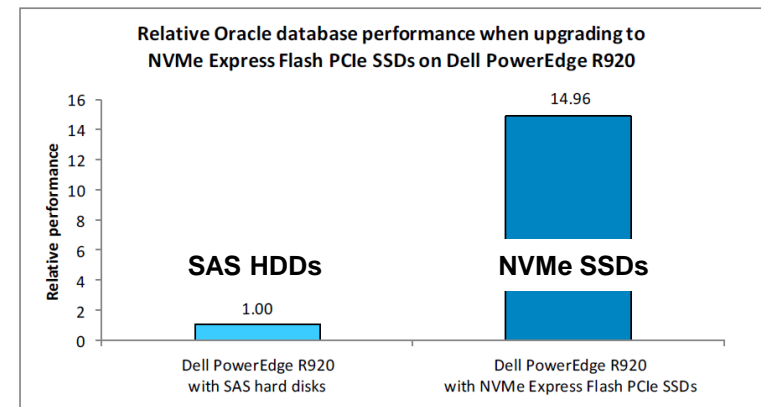 Relative Oracle database performance when upgrading to
NVMe Express Flash PCIe SSDs on Dell PowerEdge R920
Relative performance
16
14
12
10
8
6
4
2
0
1.00
14.96
SAS HDDs
NVMe SSDs
Dell PowerEdge R920
with SAS hard disks
Dell PowerEdge R920
with NVMe Express Flash PCIe SSDs